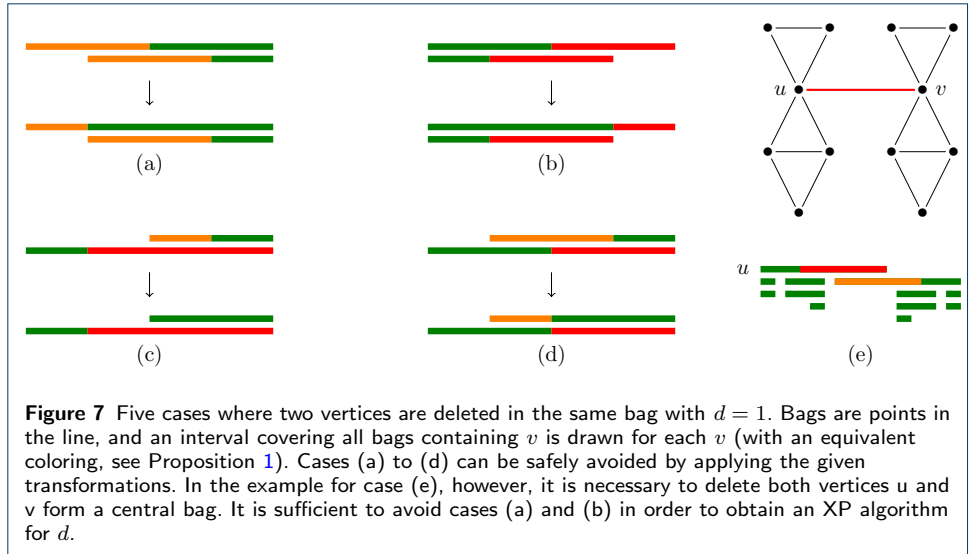 u
v
(a)
(b)
u
(c)
(d)
(e)
Figure 7 Five cases where two vertices are deleted in the same bag with d = 1. Bags are points in
the line, and an interval covering all bags containing v is drawn for each v (with an equivalent
coloring, see Proposition 1). Cases (a) to (d) can be safely avoided by applying the given
transformations. In the example for case (e), however, it is necessary to delete both vertices u and
v form a central bag. It is sufficient to avoid cases (a) and (b) in order to obtain an XP algorithm
for d.